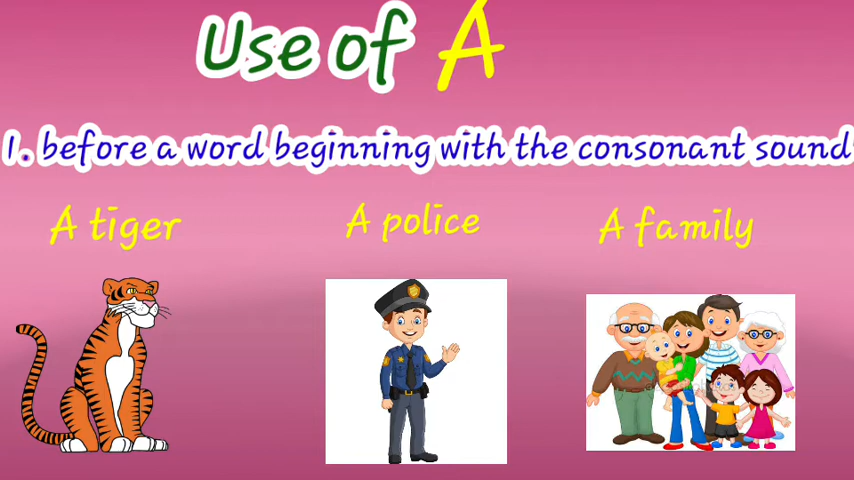 Use of A
1. before a word beginning with the consonant sound
A tiger
A police
A family